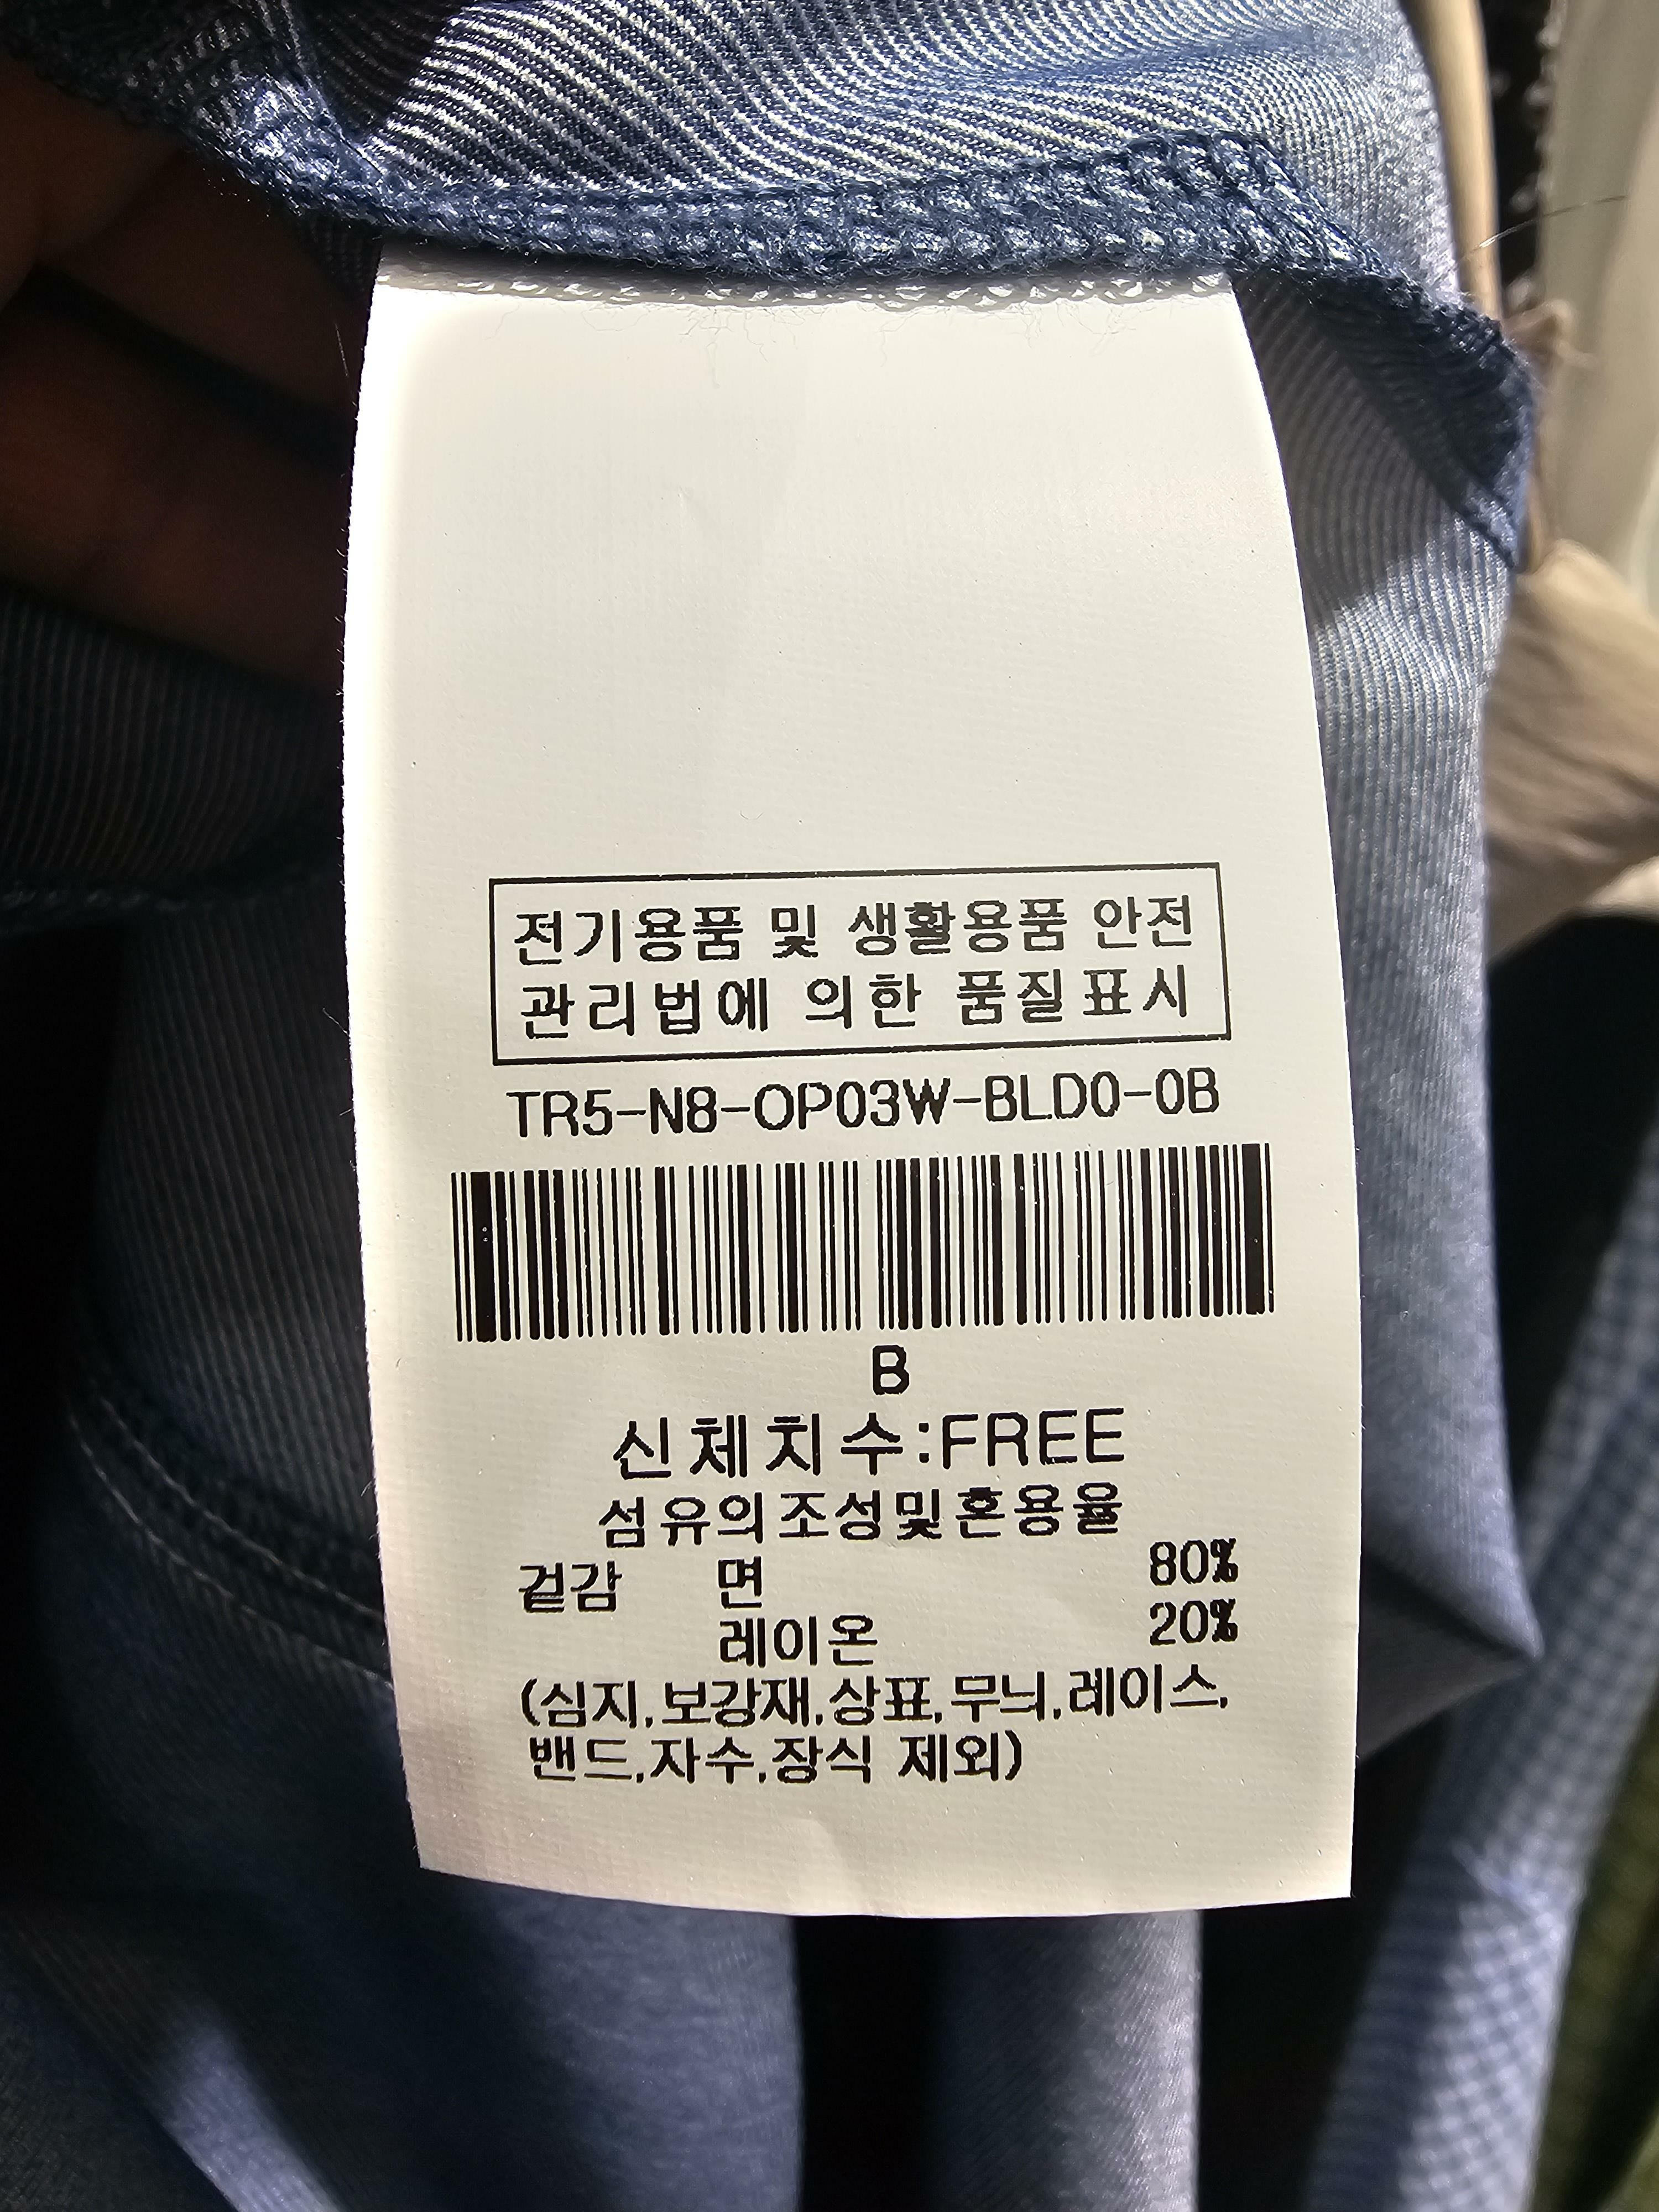 전기용품 및 생활용품 안전
관리법에 의한 품질표시
TR5-N8-OP03W-BLD0-0B
B
신체치수:FREE
섬유의조성및혼용율
겉감 면 80%
레이온 20%
(심지,보강재,상표,무늬,레이스,
밴드,자수,장식 제외)